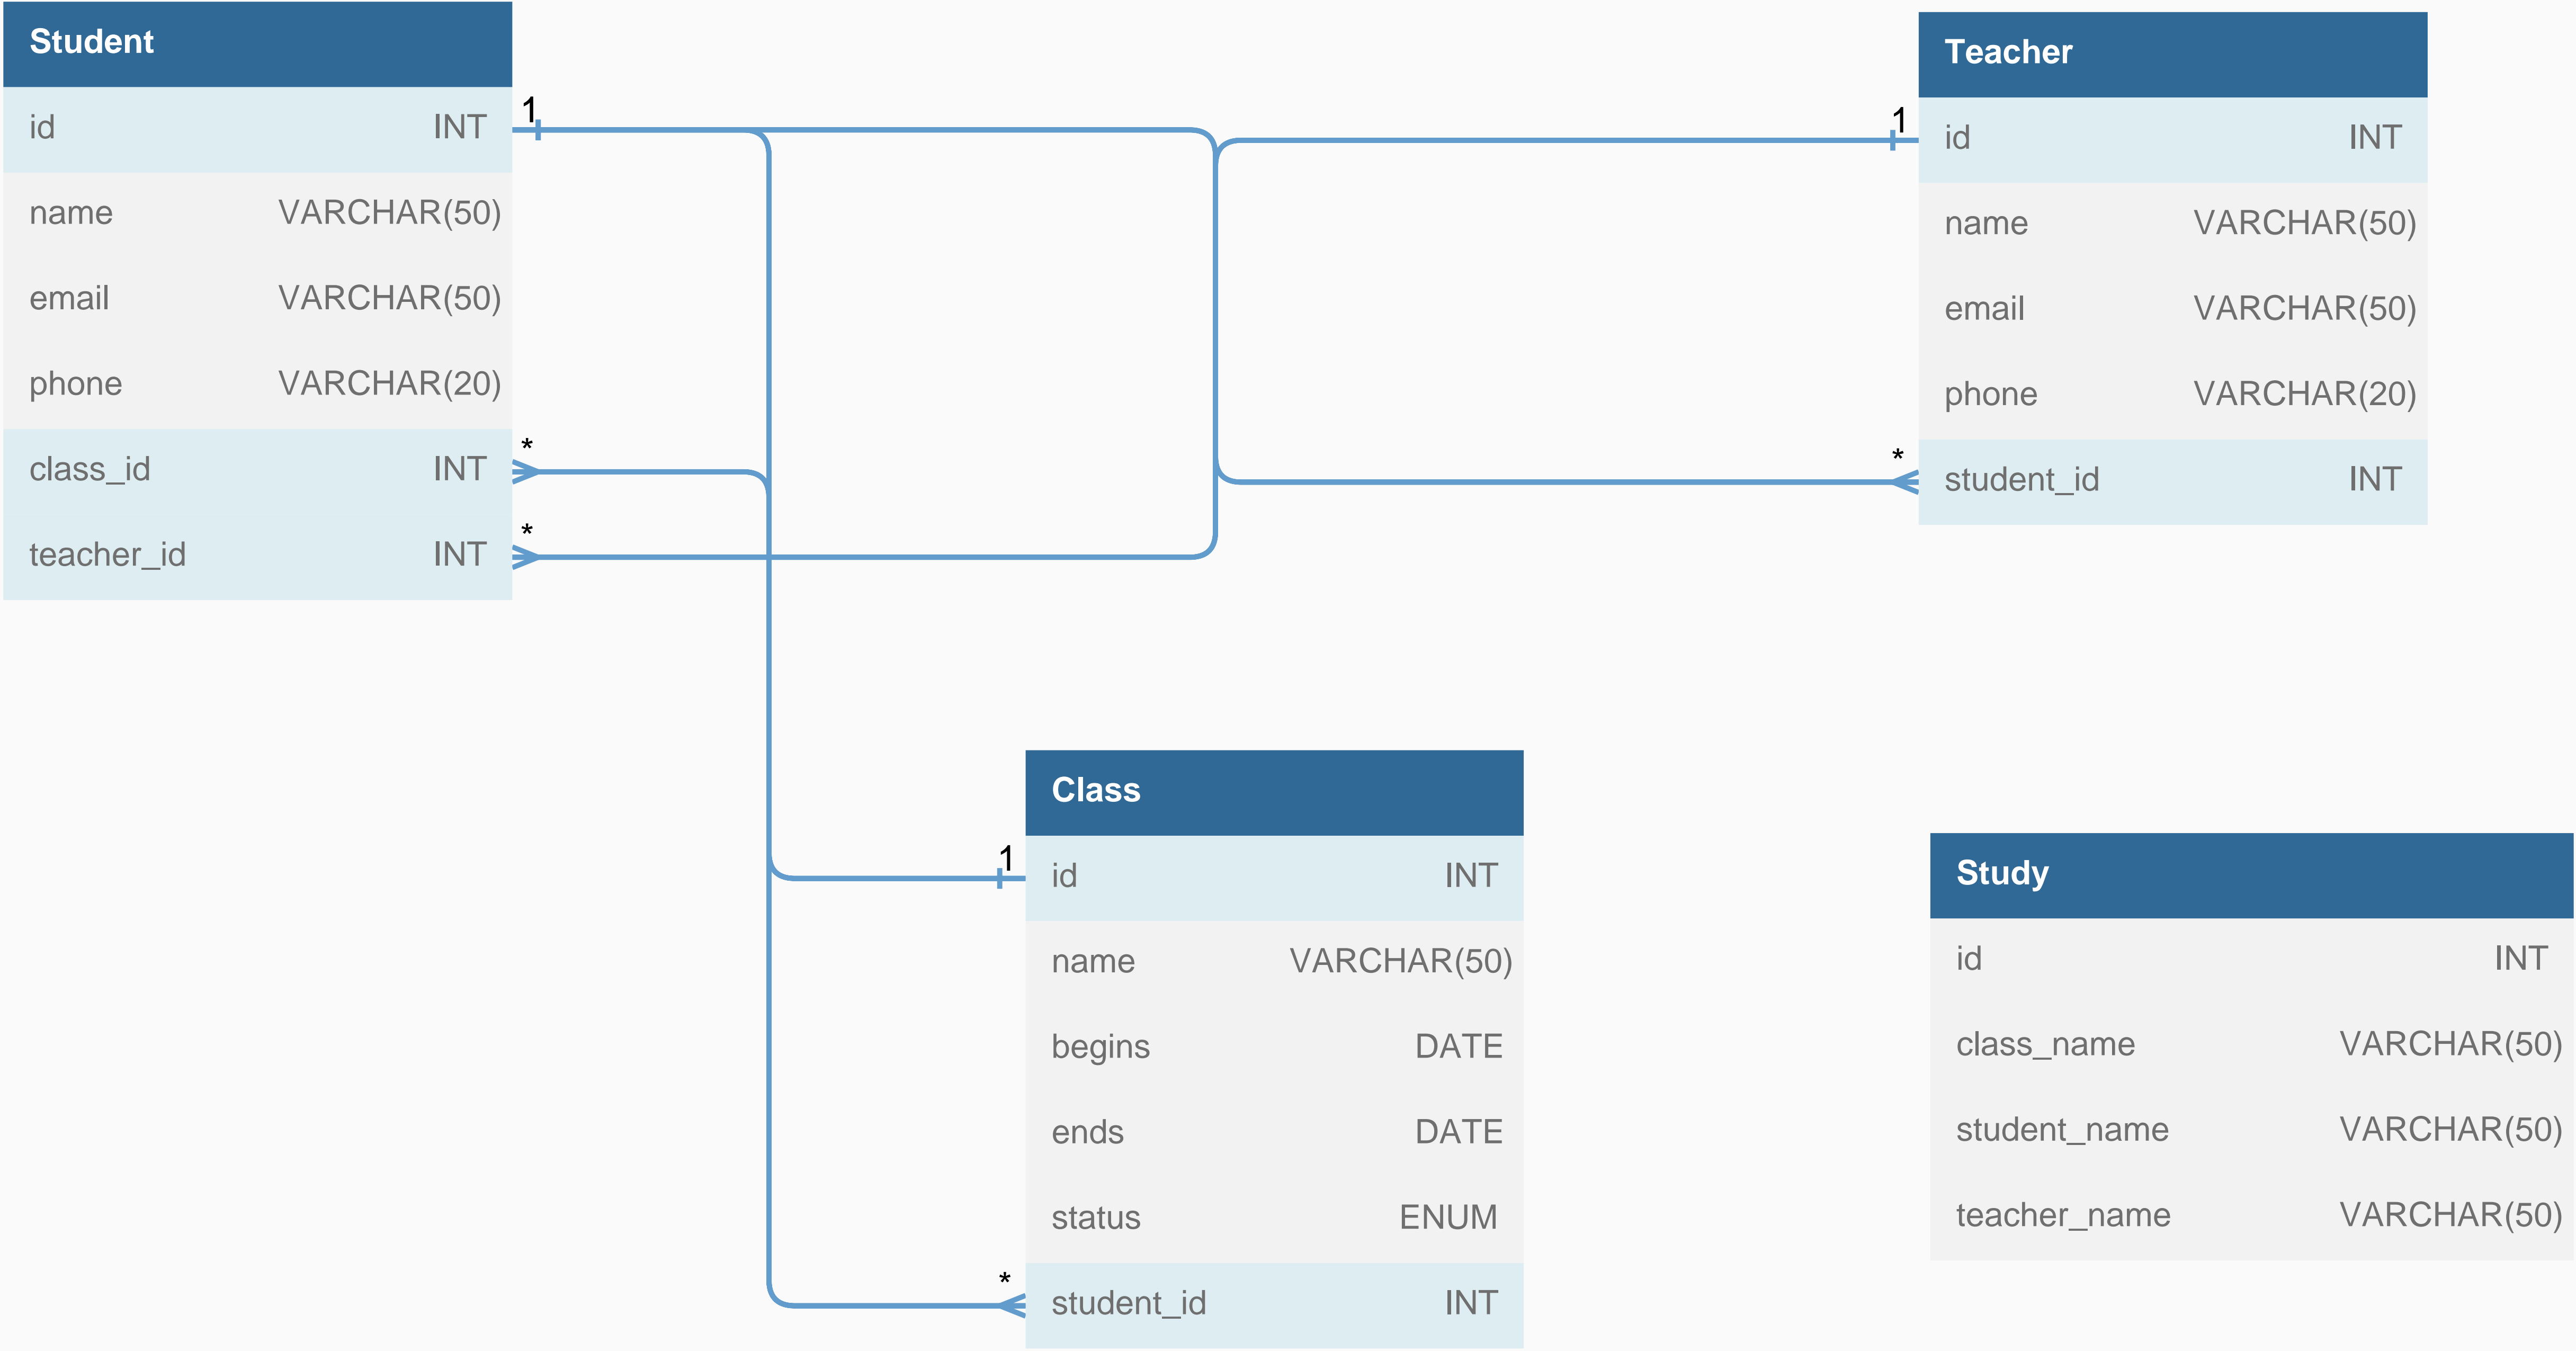 Student
id INT
name VARCHAR(50)
email VARCHAR(50)
phone VARCHAR(20)
class_id INT
teacher_id INT
1
*
*
Teacher
id INT
name VARCHAR(50)
email VARCHAR(50)
phone VARCHAR(20)
student_id INT
1
*
Class
id INT
name VARCHAR(50)
begins DATE
ends DATE
status ENUM
student_id INT
1
*
Study
id INT
class_name VARCHAR(50)
student_name VARCHAR(50)
teacher_name VARCHAR(50)